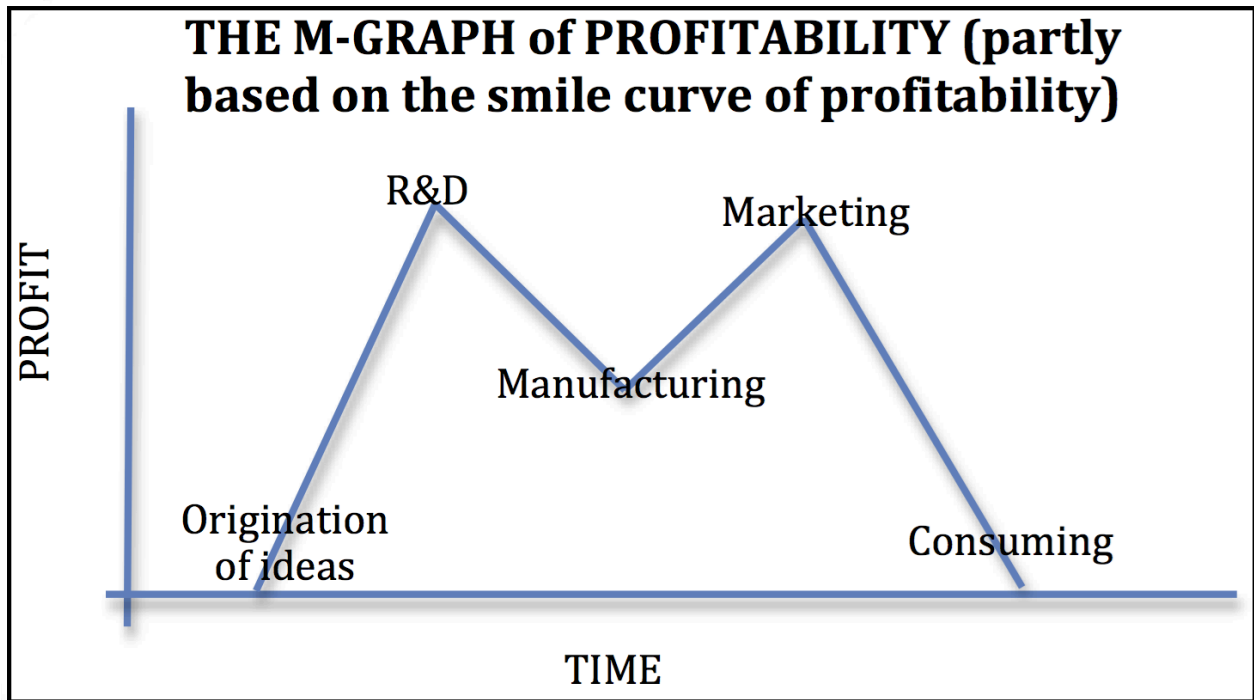 THE M-GRAPH of PROFITABILITY (partly
based on the smile curve of profitability)
R&D
Marketing
PROFIT
Manufacturing
Origination
of ideas
Consuming
TIME